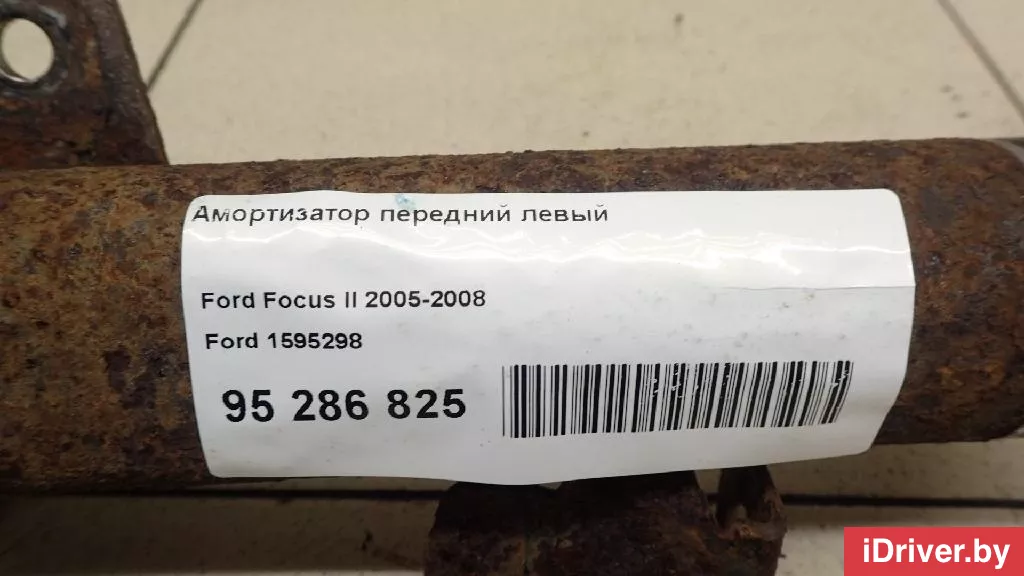 Амортизатор передний левый
Ford Focus II 2005-2008
Ford 1595298
95 286 825
iDriver.by